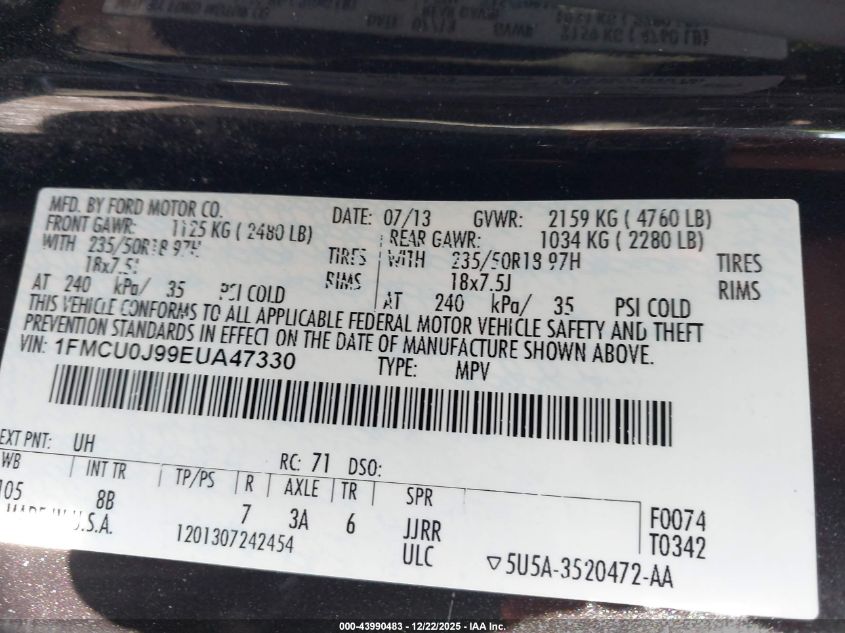 MFD. BY FORD MOTOR CO.
DATE: 07/13 GVWR: 2159 KG ( 4760 LB)
FRONT GAWR: 1125 KG ( 2480 LB) REAR GAWR: 1034 KG ( 2280 LB)
WITH 235/50R18 97H TIRES WITH 235/50R18 97H TIRES
18x7.5J RIMS 18x7.5J RIMS
AT 240 kPa/ 35 PSI COLD AT 240 kPa/ 35 PSI COLD
THIS VEHICLE CONFORMS TO ALL APPLICABLE FEDERAL MOTOR VEHICLE SAFETY AND THEFT
PREVENTION STANDARDS IN EFFECT ON THE DATE OF MANUFACTURE SHOWN ABOVE.
VIN: 1FMCU0J99EUA47330 TYPE: MPV
EXT PNT: UH RC: 71 DSO:
WB INT TR TP/PS R AXLE TR SPR
105 8B 7 3A 6 JJRR F0074
MADE IN U.S.A. 1201307242454 ULC T0342
5U5A-3520472-AA
000-43990483 - 12/22/2025 - IAA Inc.